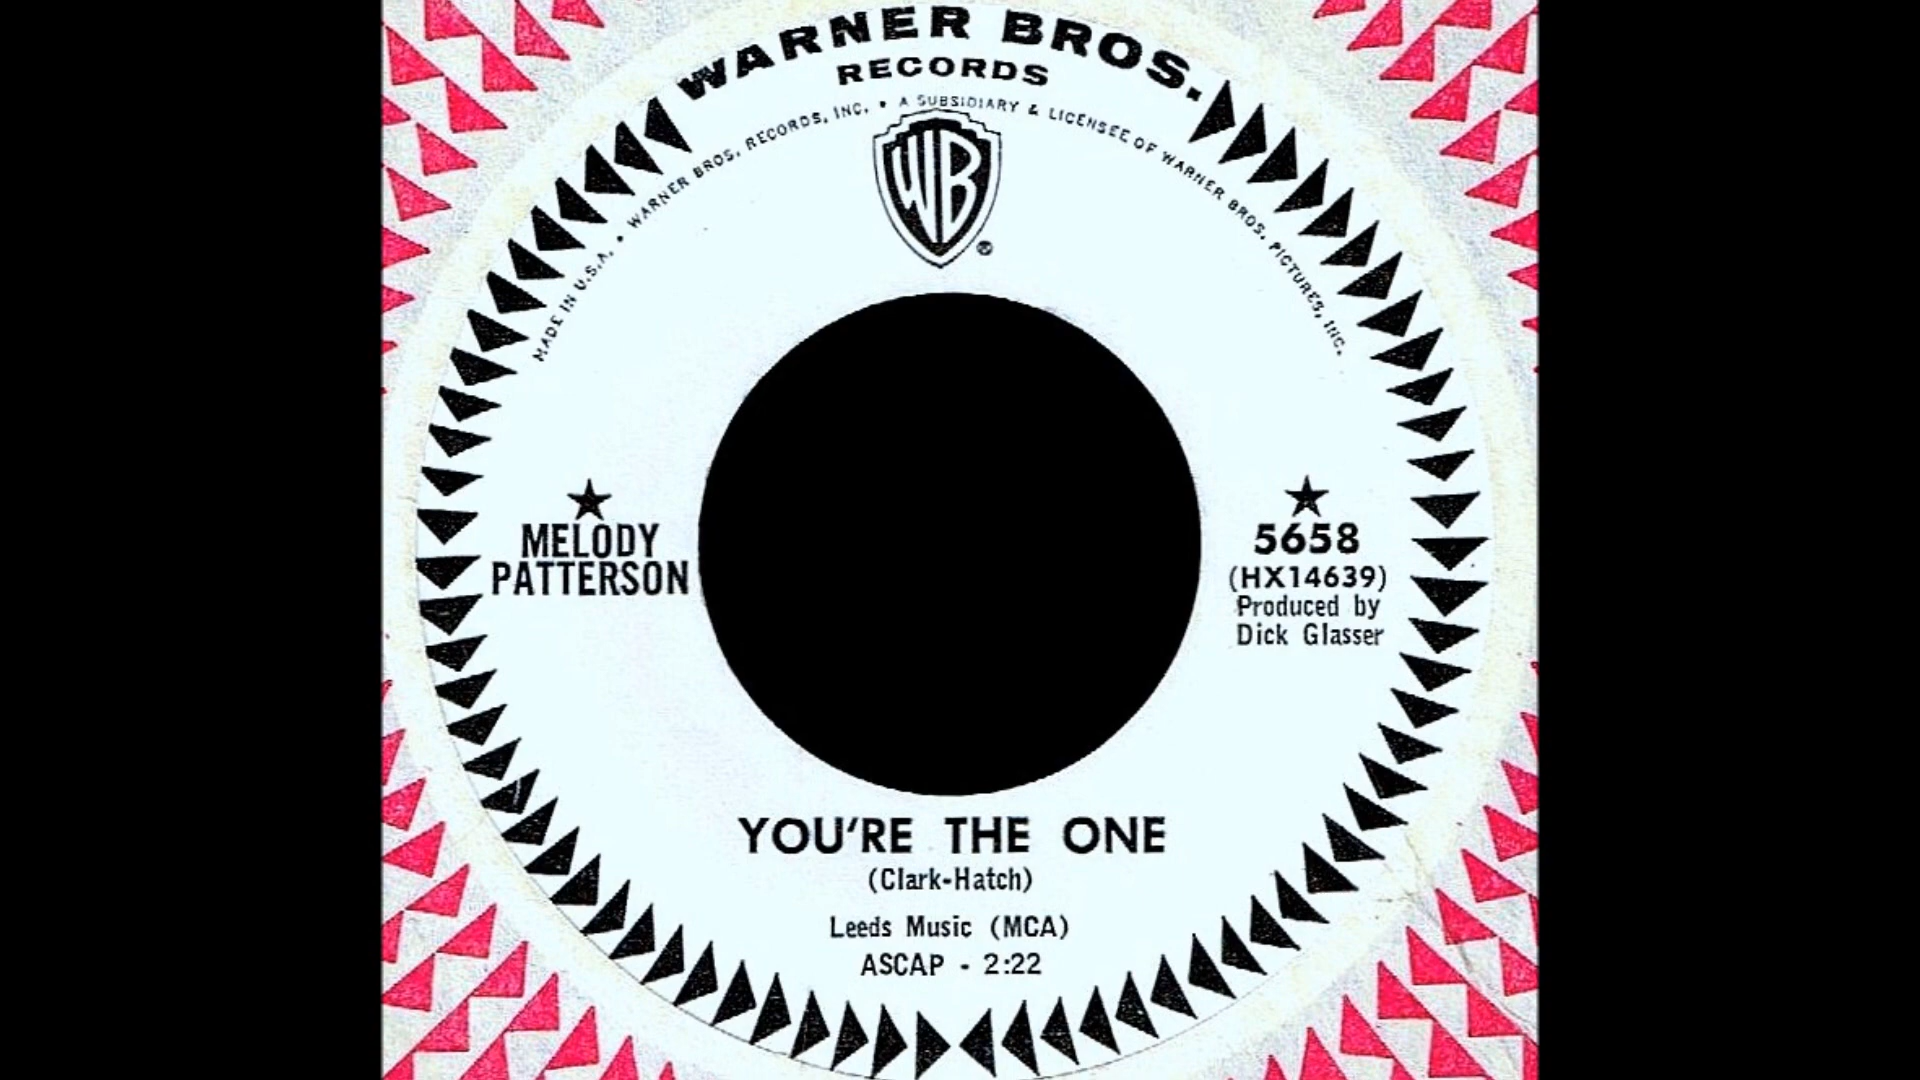 WARNER BROS.
RECORDS
MADE IN U.S.A. • WARNER BROS. RECORDS, INC. • A SUBSIDIARY & LICENSEE OF WARNER BROS. PICTURES, INC.
WB
®
MELODY
PATTERSON
5658
(HX14639)
Produced by
Dick Glasser
YOU'RE THE ONE
(Clark-Hatch)
Leeds Music (MCA)
ASCAP - 2:22